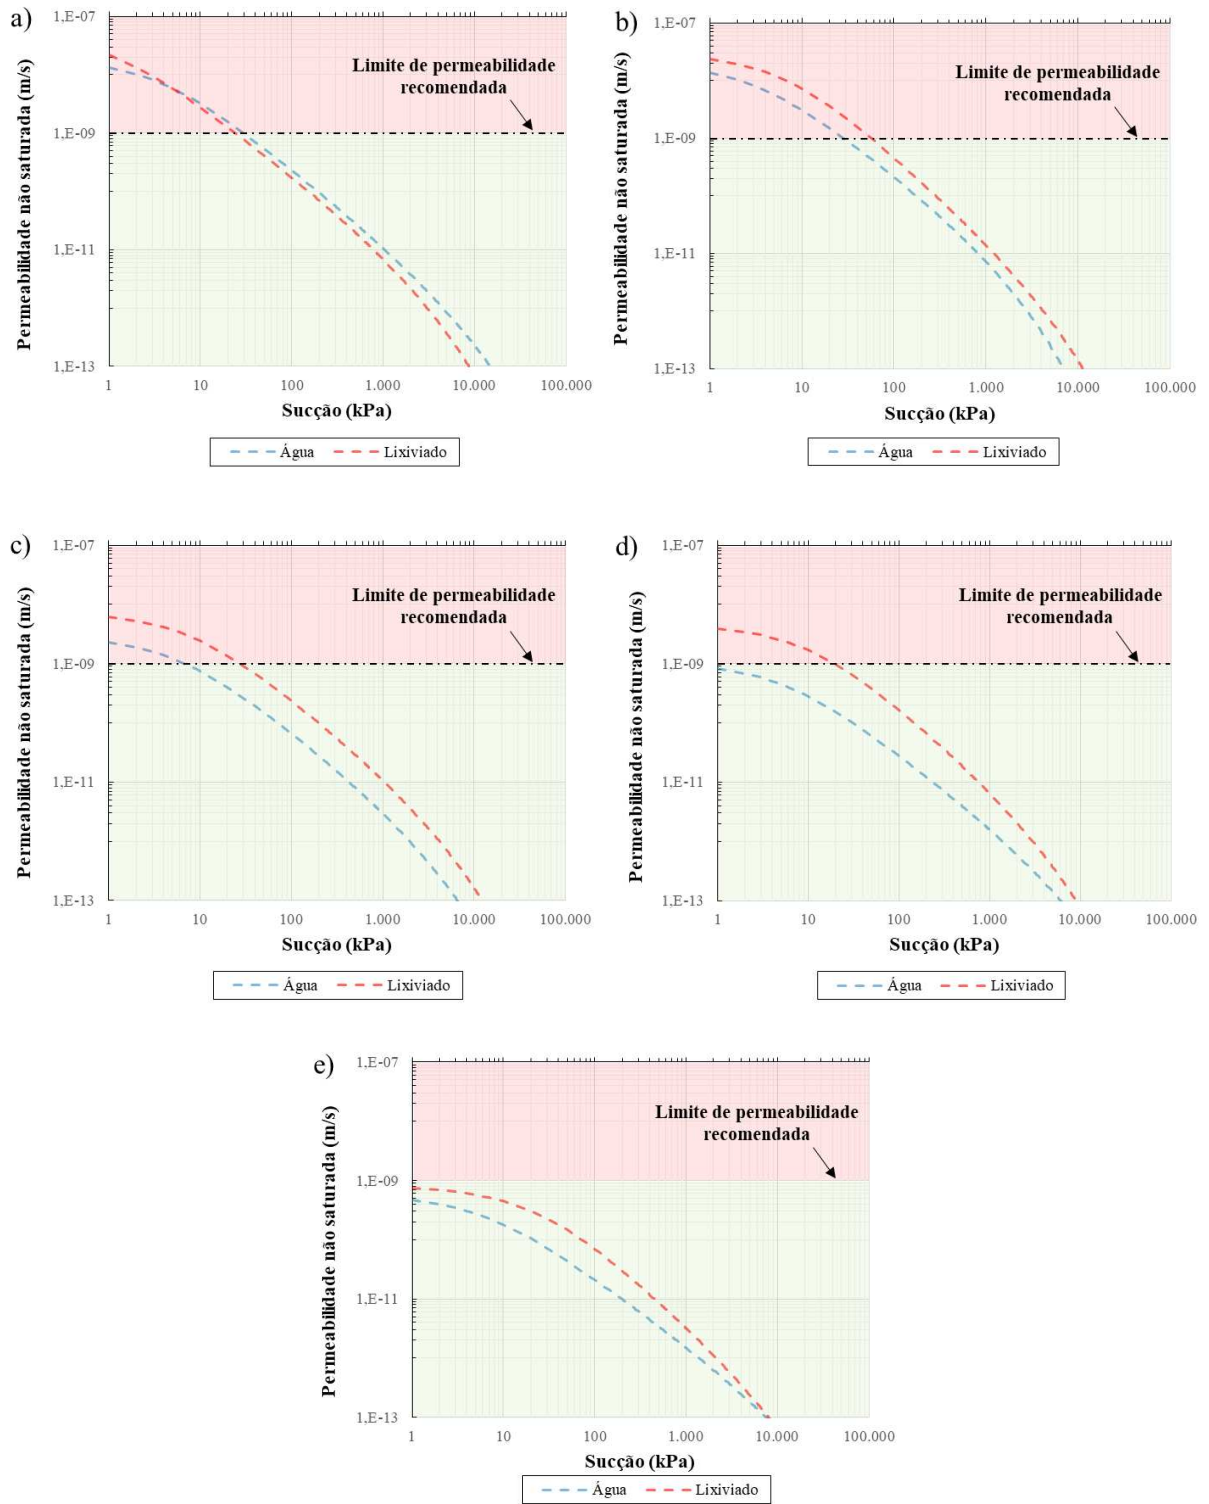 a)
Permeabilidade não saturada (m/s)
1,E-07
1,E-09
1,E-11
1,E-13
Limite de permeabilidade
recomendada
1 10 100 1.000 10.000 100.000
Sucção (kPa)
Água Lixiviado
b)
Permeabilidade não saturada (m/s)
1,E-07
1,E-09
1,E-11
1,E-13
Limite de permeabilidade
recomendada
1 10 100 1.000 10.000 100.000
Sucção (kPa)
Água Lixiviado
c)
Permeabilidade não saturada (m/s)
1,E-07
1,E-09
1,E-11
1,E-13
Limite de permeabilidade
recomendada
1 10 100 1.000 10.000 100.000
Sucção (kPa)
Água Lixiviado
d)
Permeabilidade não saturada (m/s)
1,E-07
1,E-09
1,E-11
1,E-13
Limite de permeabilidade
recomendada
1 10 100 1.000 10.000 100.000
Sucção (kPa)
Água Lixiviado
e)
Permeabilidade não saturada (m/s)
1,E-07
1,E-09
1,E-11
1,E-13
Limite de permeabilidade
recomendada
1 10 100 1.000 10.000 100.000
Sucção (kPa)
Água Lixiviado